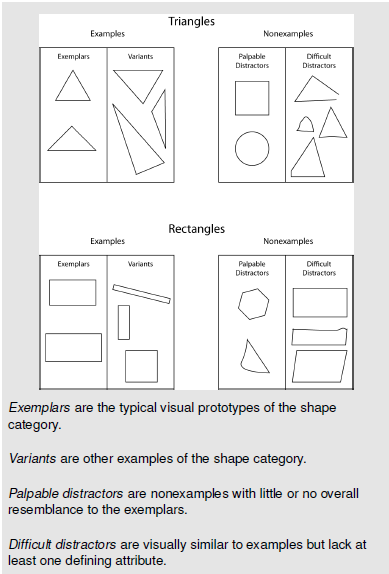 Triangles
Examples
Nonexamples
Exemplars
Variants
Palpable
Distractors
Difficult
Distractors
Rectangles
Examples
Nonexamples
Exemplars
Variants
Palpable
Distractors
Difficult
Distractors
Exemplars are the typical visual prototypes of the shape
category.
Variants are other examples of the shape category.
Palpable distractors are nonexamples with little or no overall
resemblance to the exemplars.
Difficult distractors are visually similar to examples but lack at
least one defining attribute.